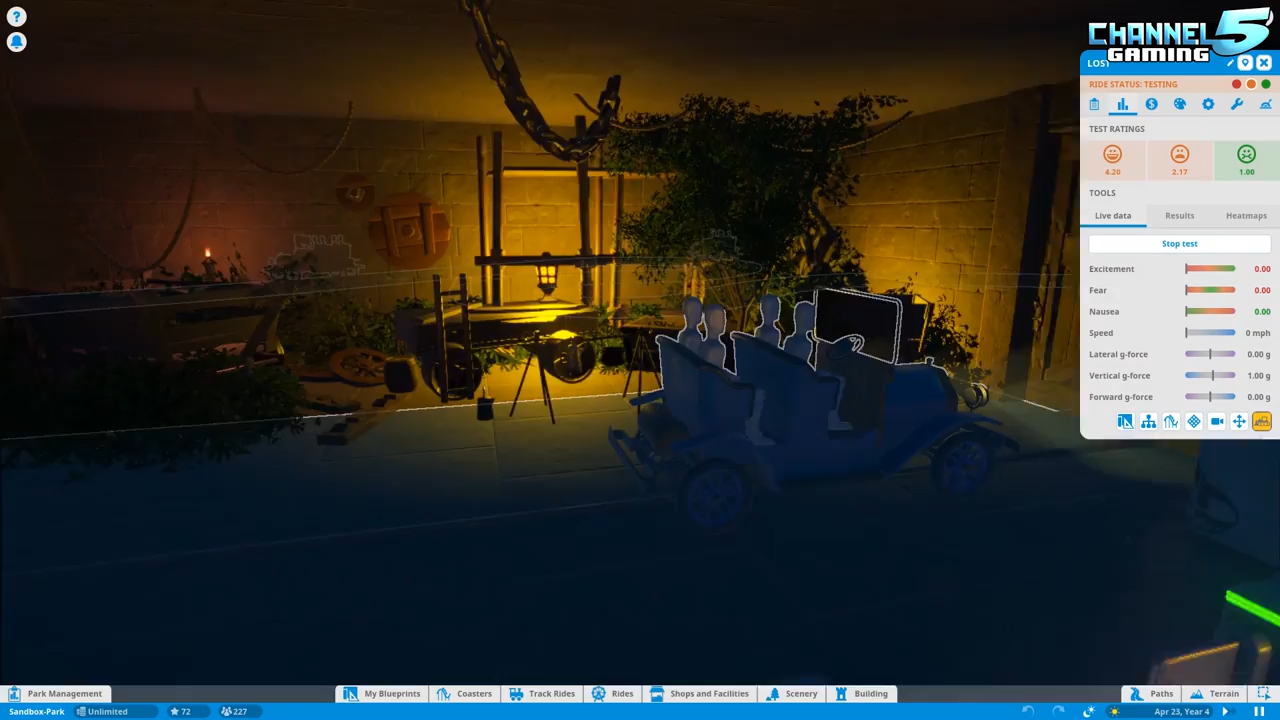 CHANNEL 5
GAMING
LOST
RIDE STATUS: TESTING
TEST RATINGS
4.20 2.17 1.00
TOOLS
Live data Results Heatmaps
Stop test
Excitement 0.00
Fear 0.00
Nausea 0.00
Speed 0 mph
Lateral g-force 0.00 g
Vertical g-force 1.00 g
Forward g-force 0.00 g
Park Management My Blueprints Coasters Track Rides Rides Shops and Facilities Scenery Building Paths Terrain
Sandbox-Park Unlimited 72 227 Apr 23, Year 4